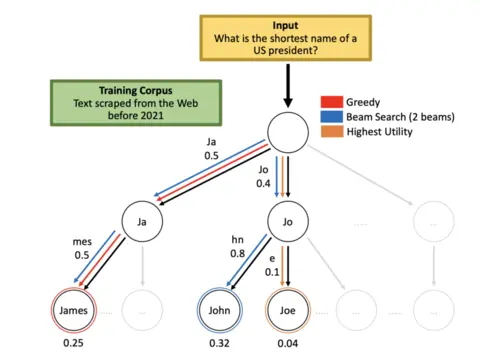 Input
What is the shortest name of a
US president?
Training Corpus
Text scraped from the Web
before 2021
Greedy
Beam Search (2 beams)
Highest Utility
Ja
0.5
Jo
0.4
Ja
Jo
.....
...
mes
0.5
hn
0.8
e
0.1
James
.....
...
John
Joe
.....
...
.....
...
0.25
0.32
0.04